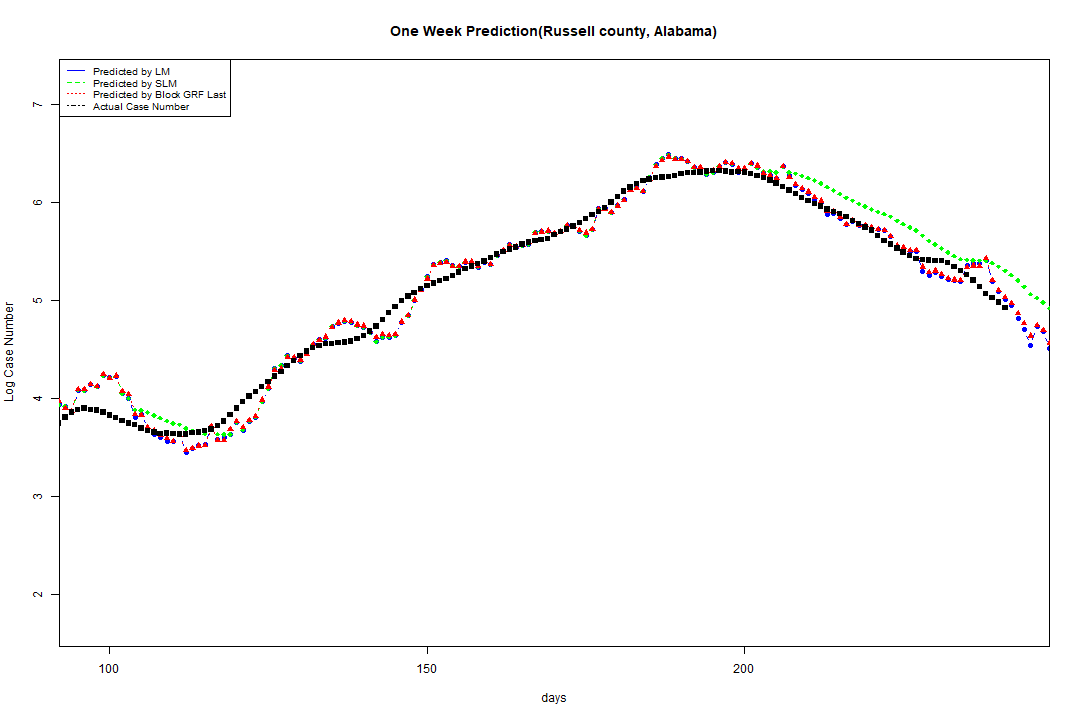 One Week Prediction(Russell county, Alabama)
Predicted by LM
Predicted by SLM
Predicted by Block GRF Last
Actual Case Number
7
6
5
4
3
2
Log Case Number
100
150
200
days